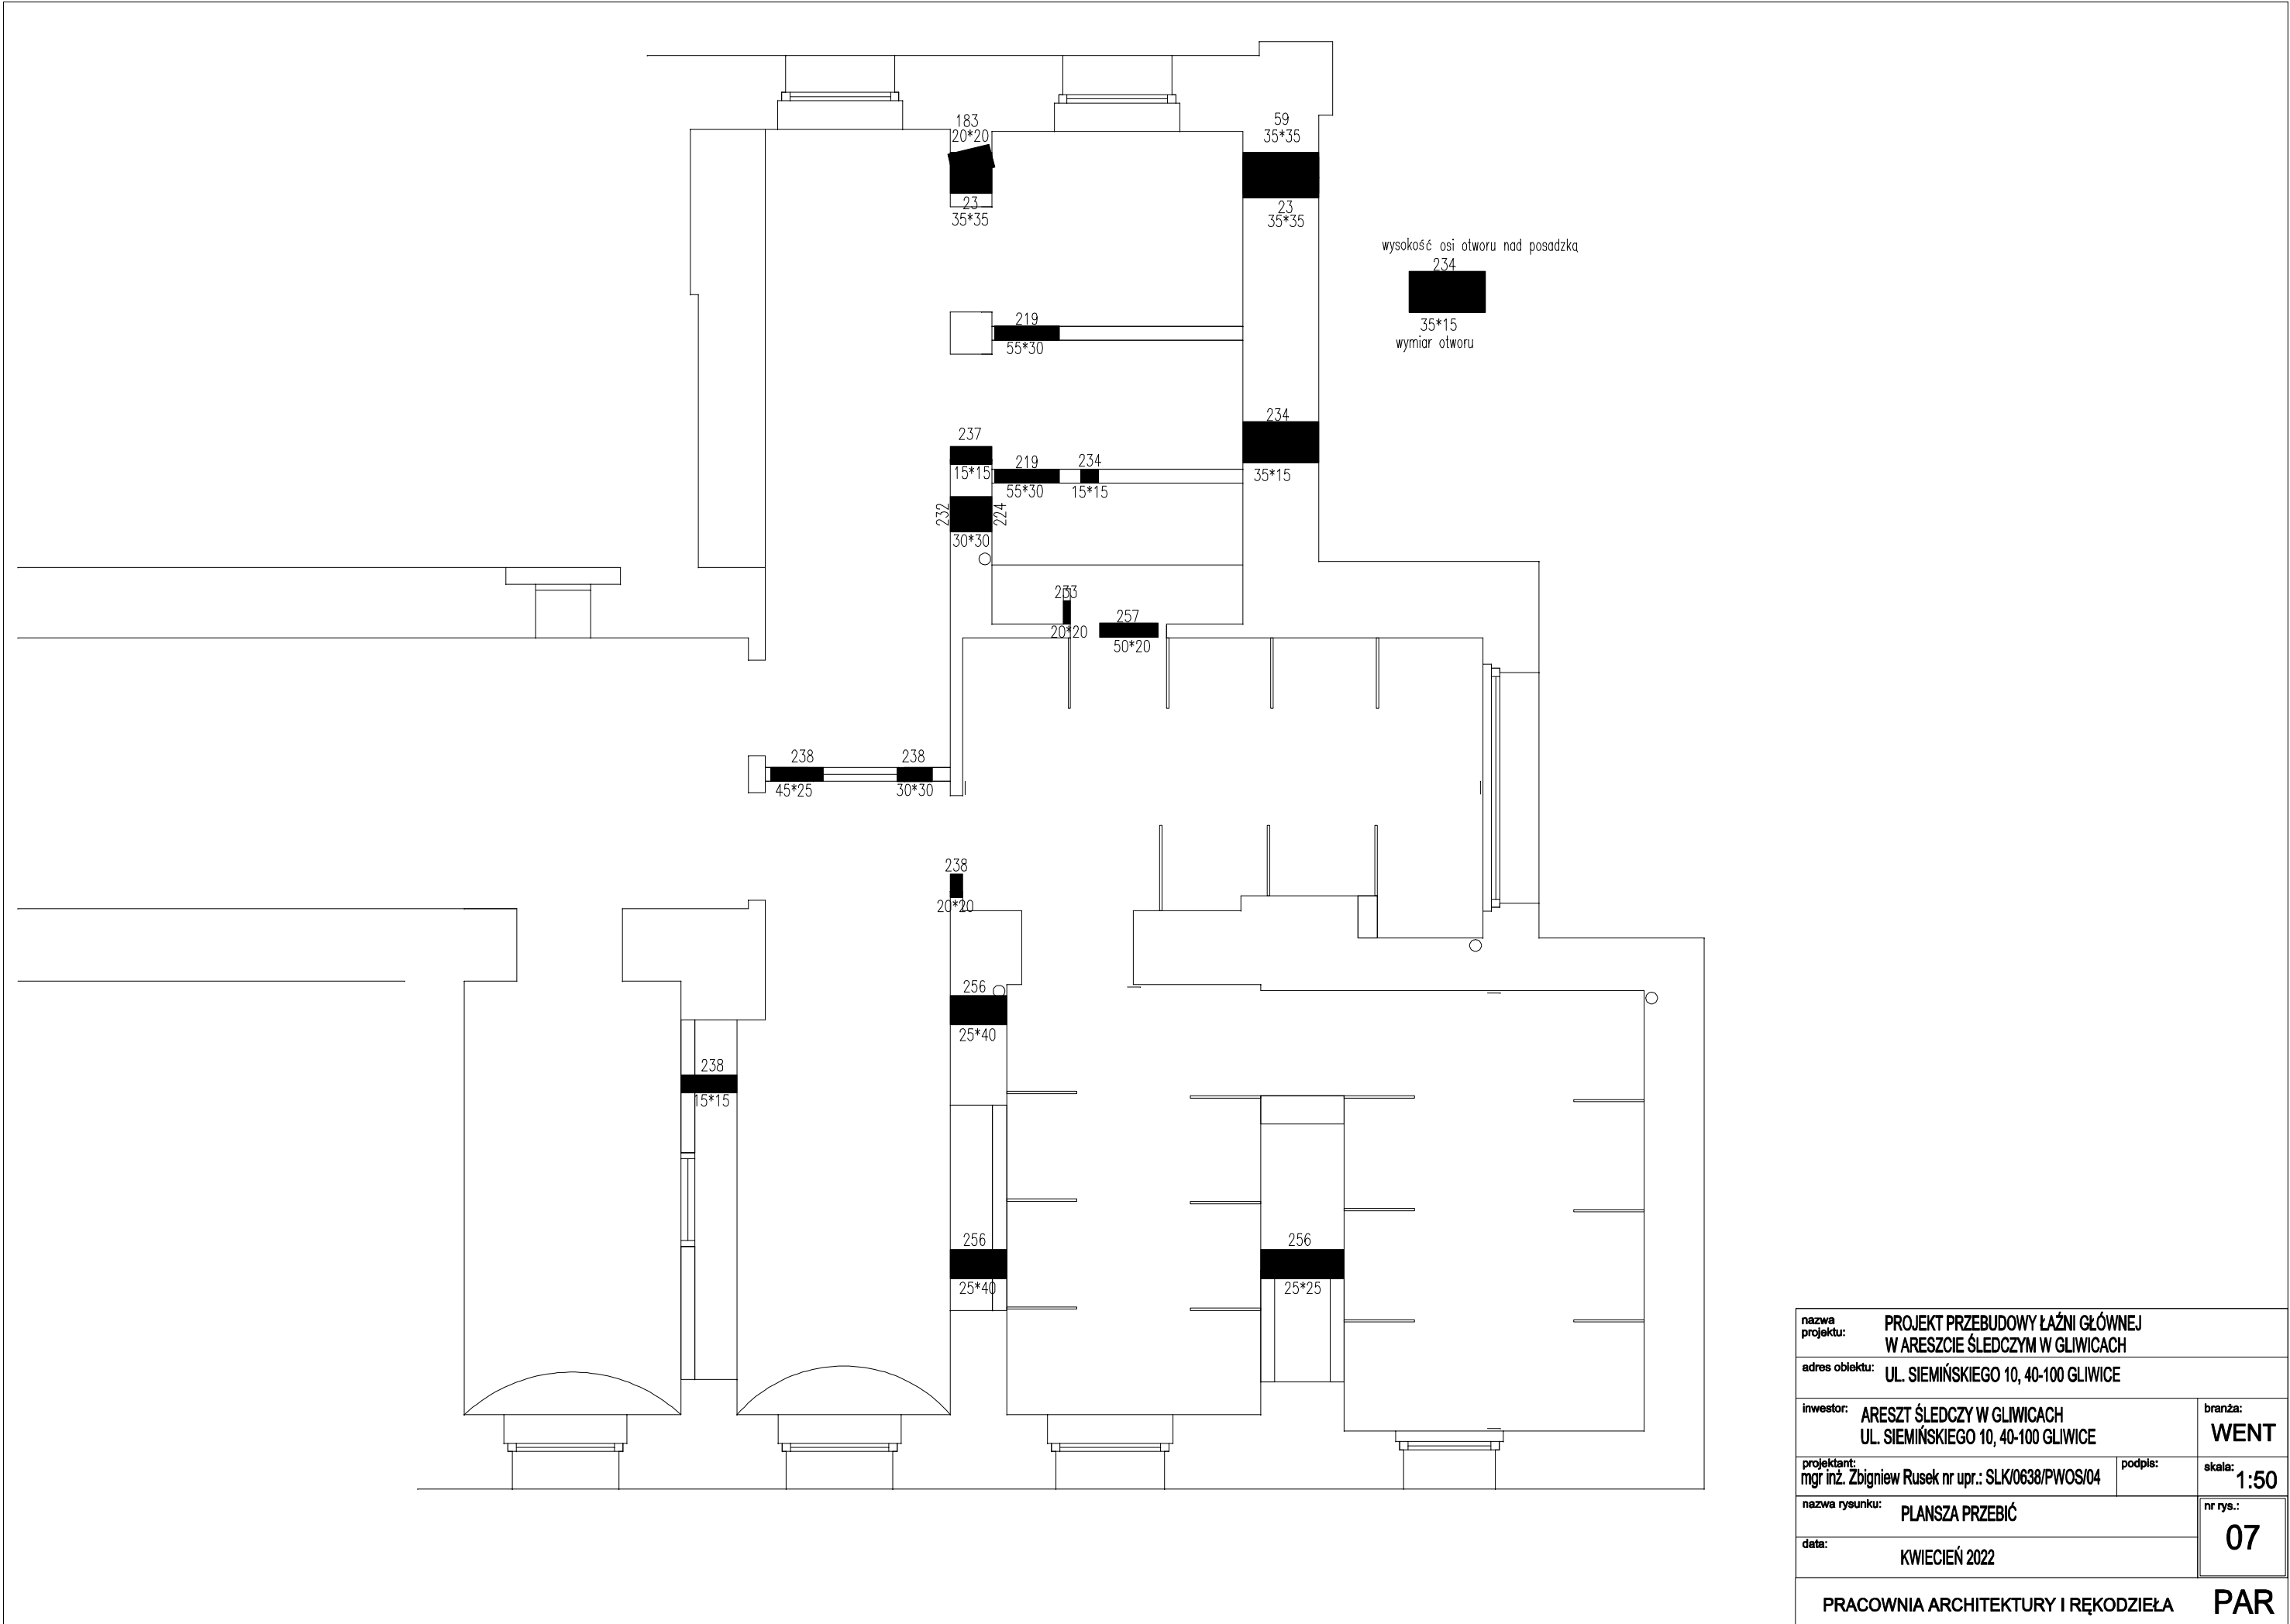 183
20*20
59
35*35
23
35*35
23
35*35
wysokość osi otworu nad posadzką
234
35*15
wymiar otworu
219
55*30
234
35*15
237
15*15
219
55*30
234
15*15
232
224
30*30
233
20*20
257
50*20
238
45*25
238
30*30
238
20*20
256
25*40
238
15*15
256
25*40
256
25*25
nazwa
projektu:
PROJEKT PRZEBUDOWY ŁAŹNI GŁÓWNEJ
W ARESZCIE ŚLEDCZYM W GLIWICACH
adres obiektu: UL. SIEMIŃSKIEGO 10, 40-100 GLIWICE
inwestor: ARESZT ŚLEDCZY W GLIWICACH
UL. SIEMIŃSKIEGO 10, 40-100 GLIWICE
branża:
WENT
projektant:
mgr inż. Zbigniew Rusek nr upr.: SLK/0638/PWOS/04
podpis:
skala: 1:50
nazwa rysunku: PLANSZA PRZEBIĆ
nr rys.:
07
data:
KWIECIEŃ 2022
PRACOWNIA ARCHITEKTURY I RĘKODZIEŁA PAR